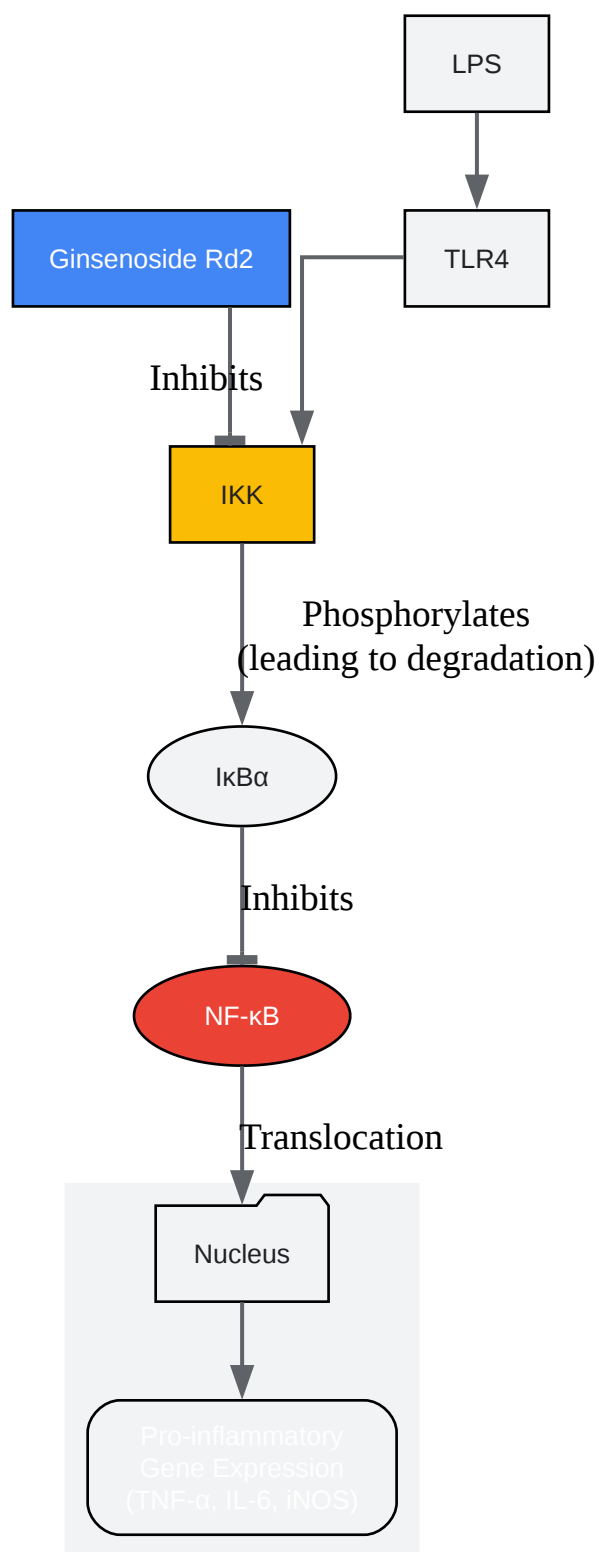 LPS
Ginsenoside Rd2
TLR4
Inhibits
IKK
Phosphorylates
(leading to degradation)
IκBα
Inhibits
NF-κB
Translocation
Nucleus
Pro-inflammatory
Gene Expression
(TNF-α, IL-6, iNOS)